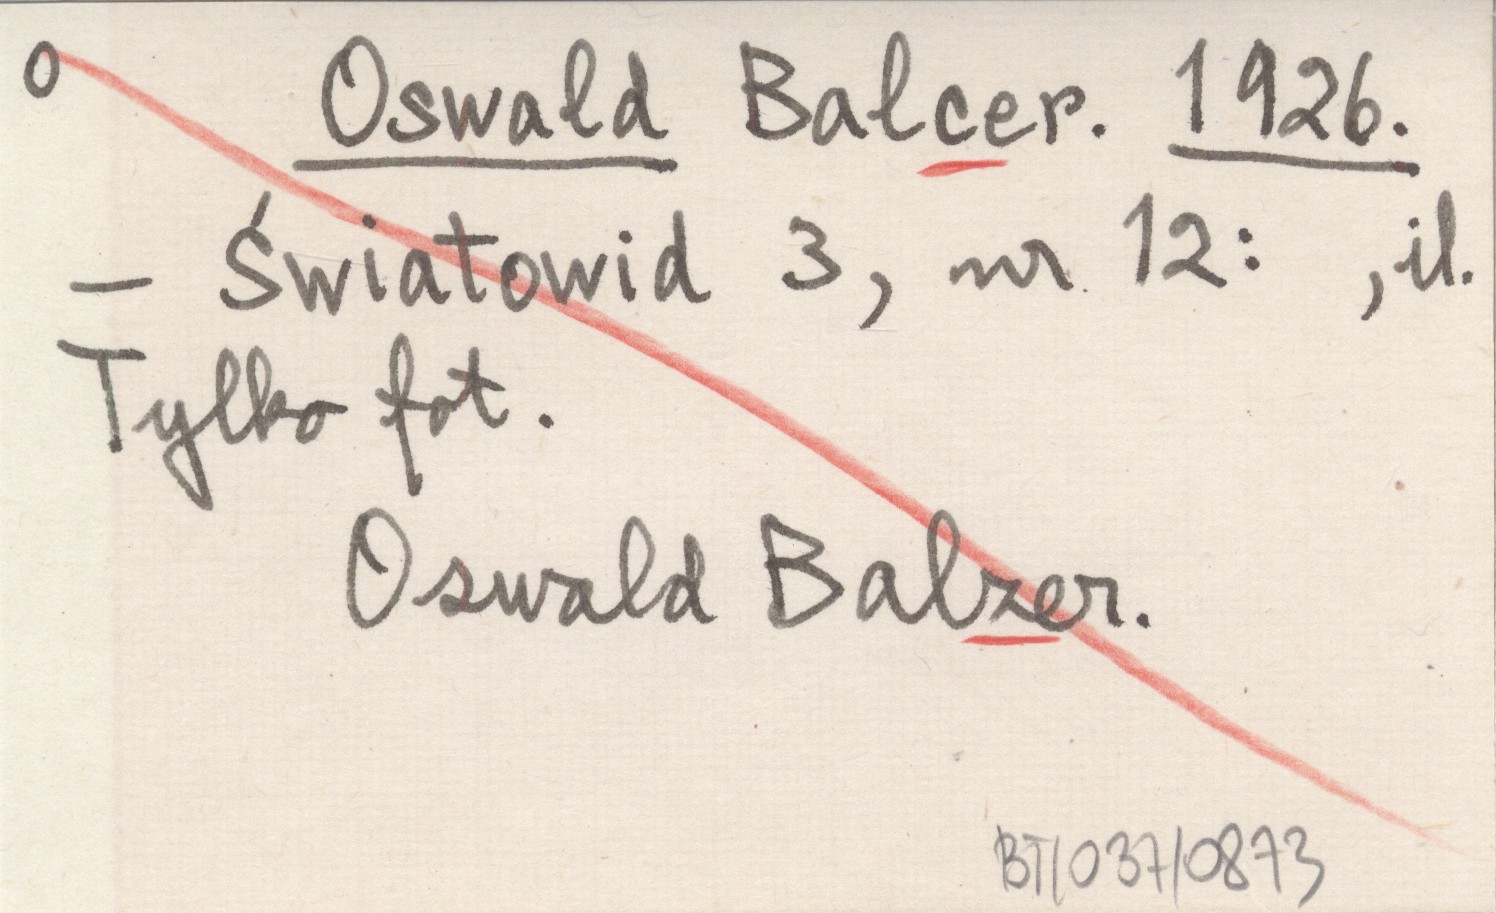 0 Oswald Balcer. 1926.
– Światowid 3, nr 12: , il.
Tylko fot.
Oswald Balzer.
BT/037/0873